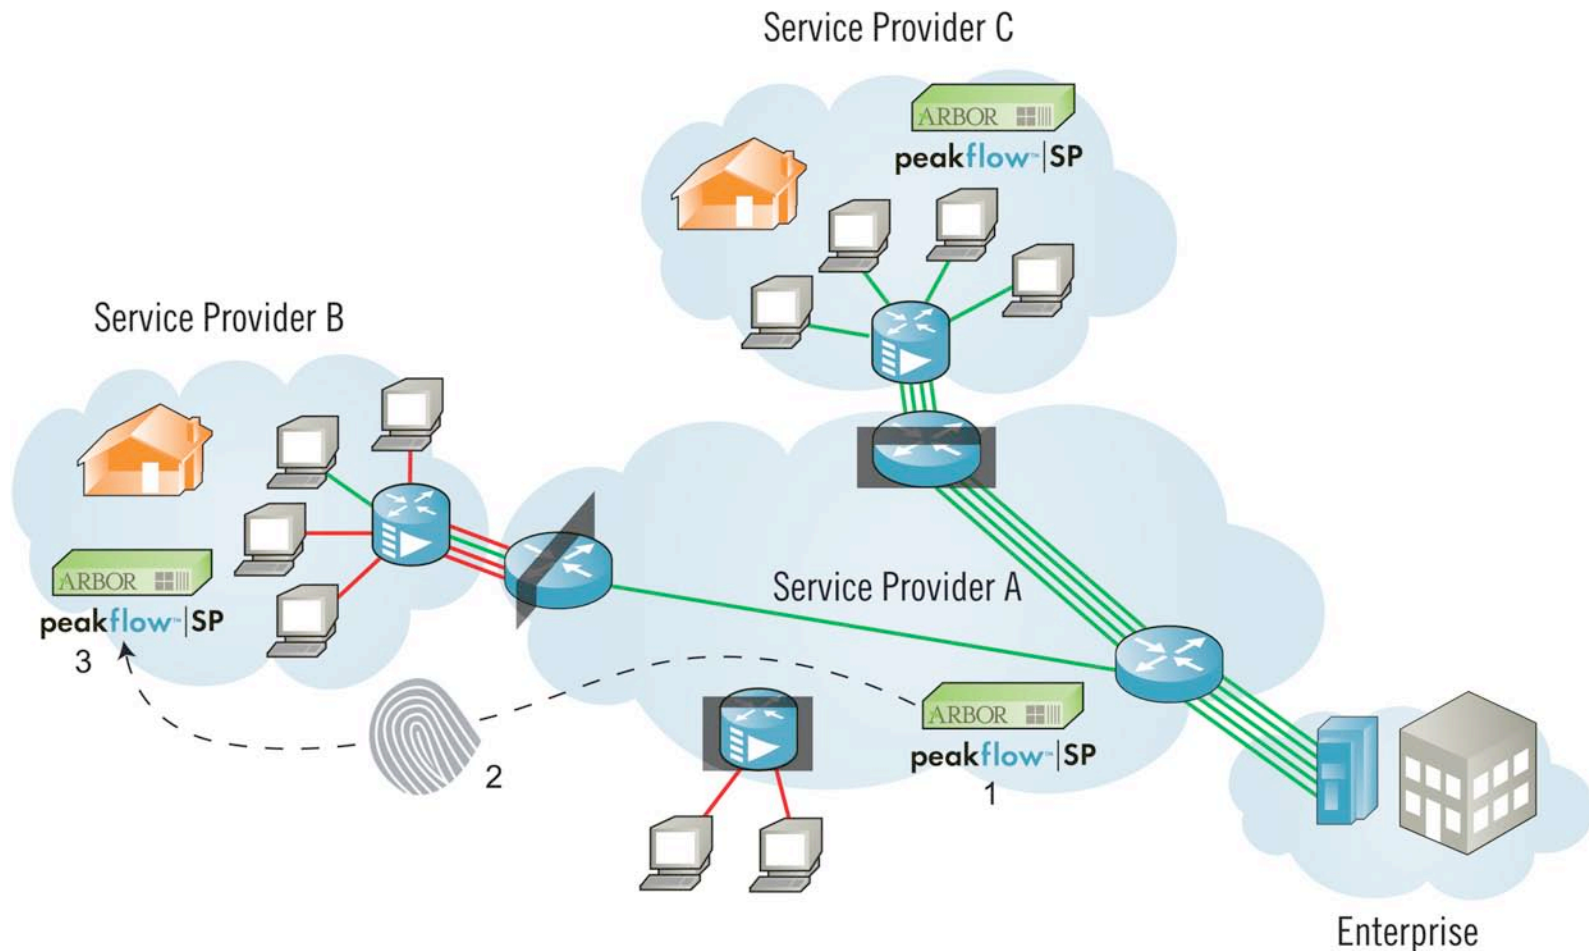 Service Provider C
ARBOR
peakflow™|SP
Service Provider B
ARBOR
peakflow™|SP
3
Service Provider A
ARBOR
peakflow™|SP
1
2
Enterprise